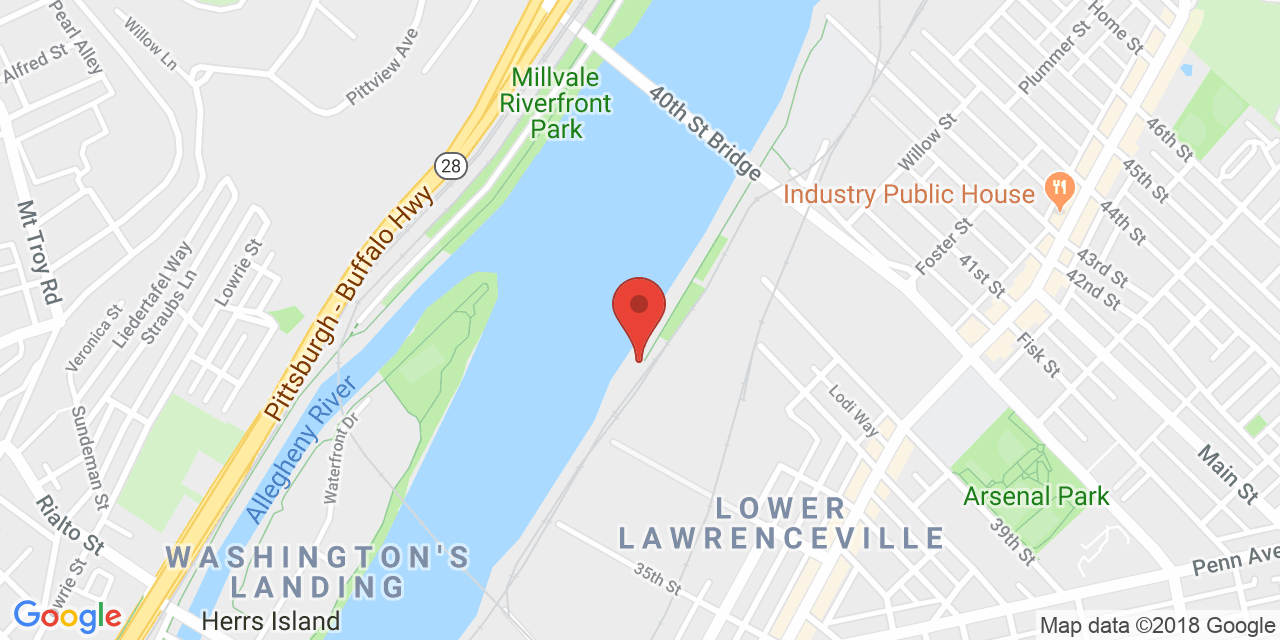 Pearl Alley
Alfred St
Willow Ln
Pittview Ave
Millvale
Riverfront
Park
40th St Bridge
Home St
Plummer St
Willow St
46th St
45th St
44th St
43rd St
42nd St
28
Industry Public House
Foster St
41st St
Mt Troy Rd
Lowrie St
Liedertafel Way
Straubs Ln
Veronica St
Pittsburgh - Buffalo Hwy
Fisk St
Lodi Way
Allegheny River
Waterfront Dr
Sundeman St
Rialto St
Main St
Arsenal Park
39th St
LOWER
LAWRENCEVILLE
35th St
Penn Ave
WASHINGTON'S
LANDING
wrie St
Herrs Island
Google
Map data ©2018 Google